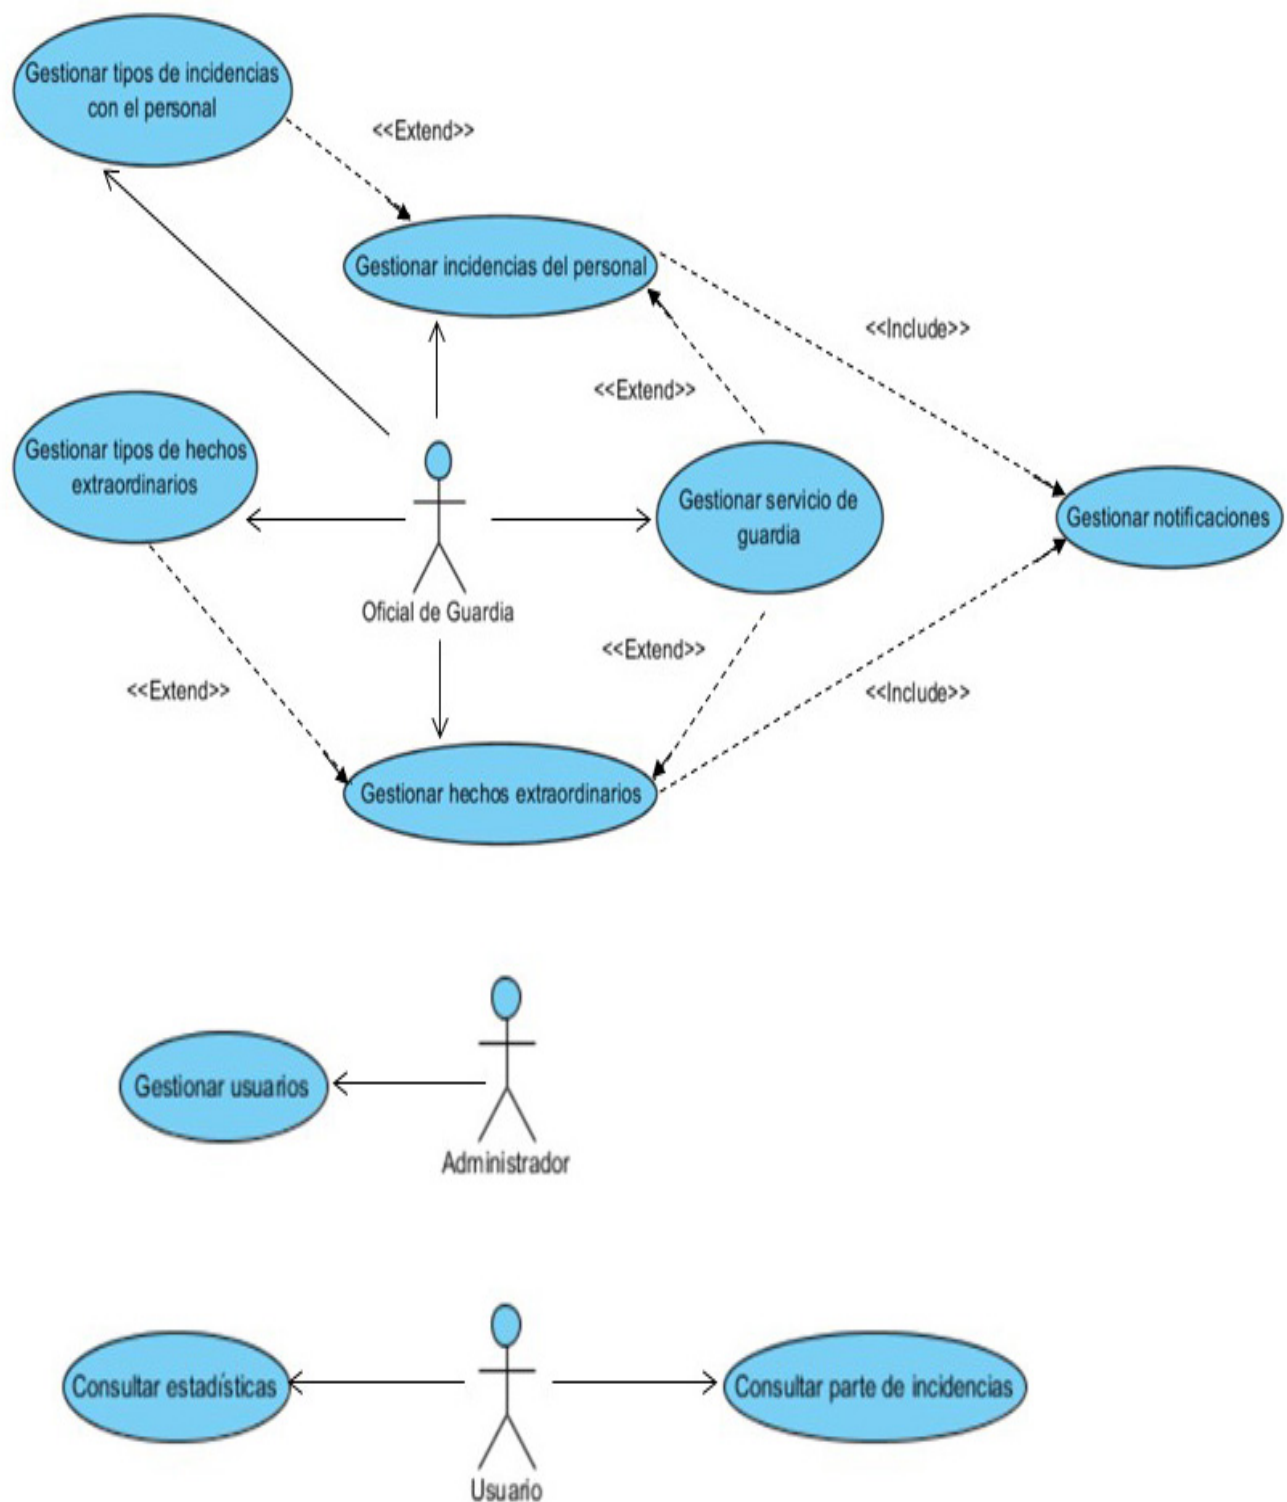 Gestionar tipos de incidencias
con el personal
<<Extend>>
Gestionar incidencias del personal
<<Include>>
<<Extend>>
Gestionar tipos de hechos
extraordinarios
Gestionar servicio de
guardia
Gestionar notificaciones
Oficial de Guardia
<<Extend>>
<<Extend>>
<<Include>>
Gestionar hechos extraordinarios
Gestionar usuarios
Administrador
Consultar estadísticas
Consultar parte de incidencias
Usuario